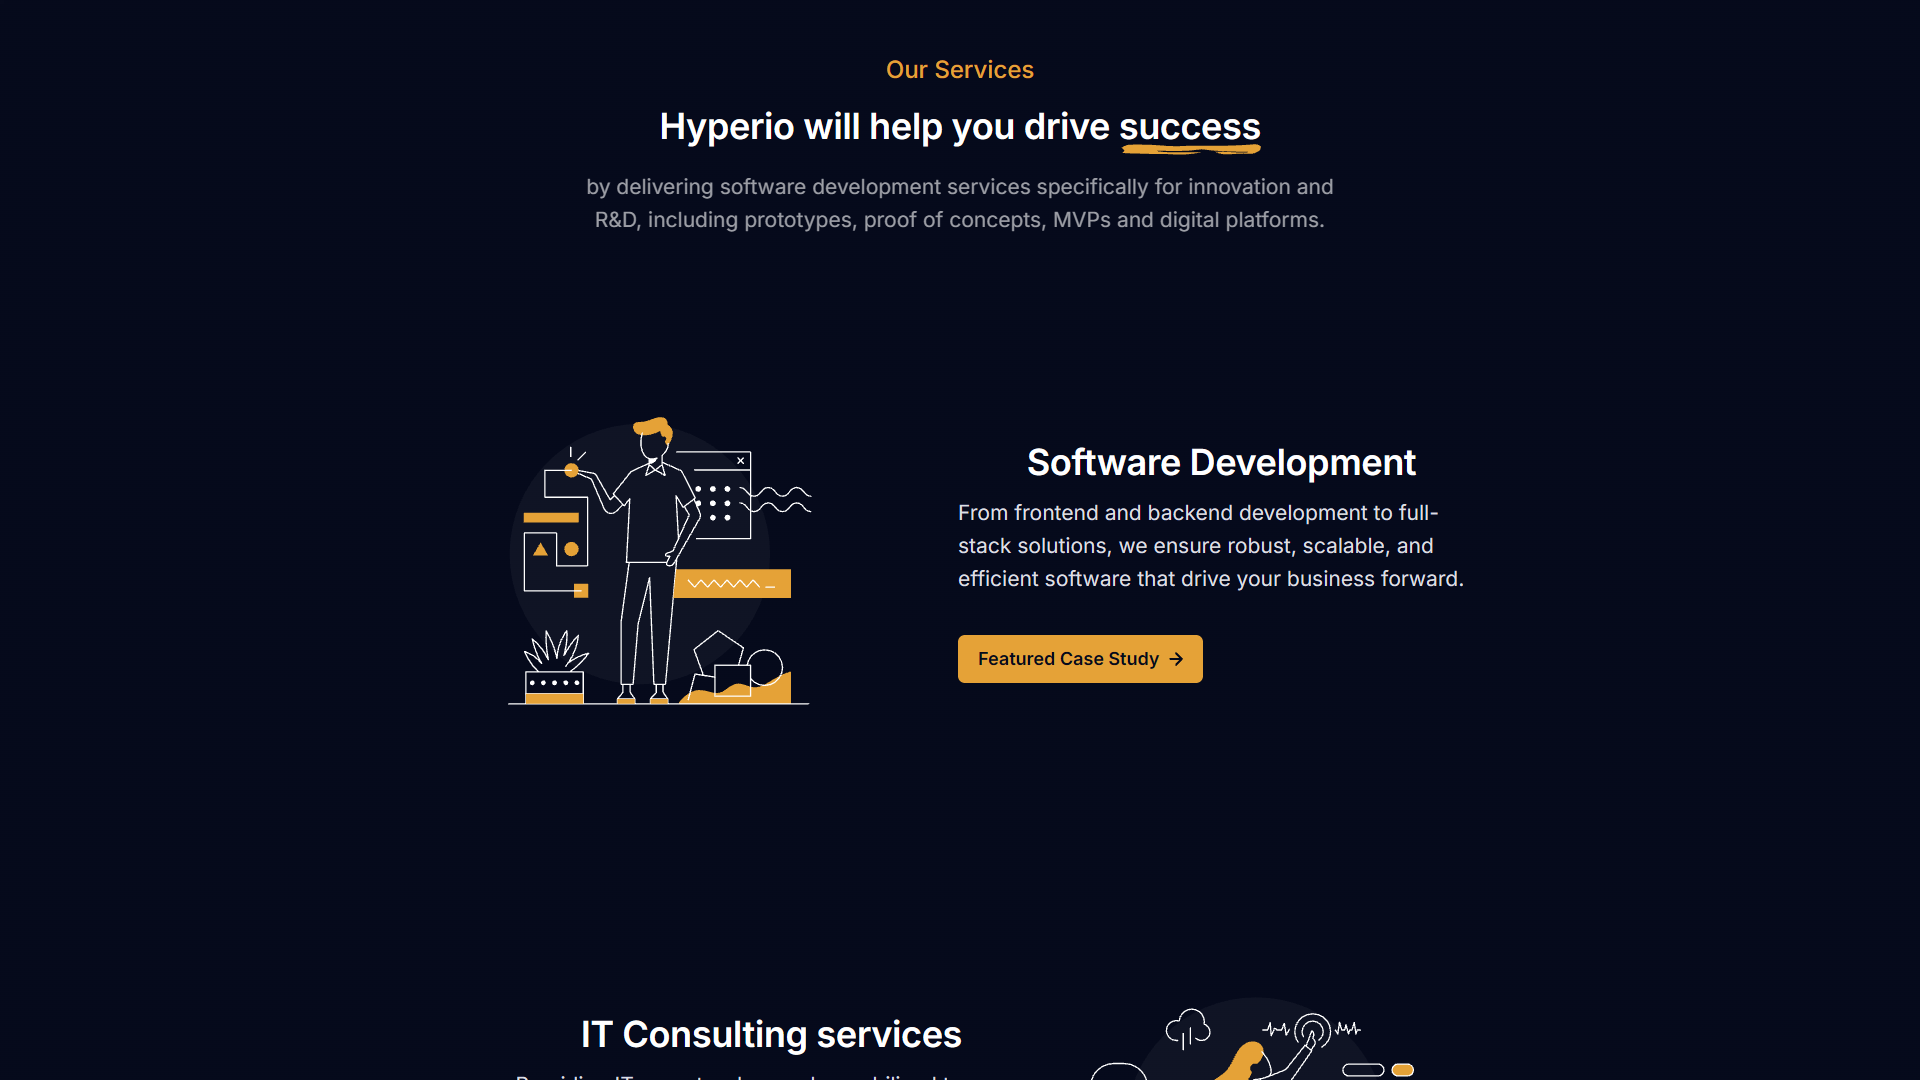 Our Services
Hyperio will help you drive success
by delivering software development services specifically for innovation and
R&D, including prototypes, proof of concepts, MVPs and digital platforms.
Software Development
From frontend and backend development to full-
stack solutions, we ensure robust, scalable, and
efficient software that drive your business forward.
Featured Case Study →
IT Consulting services